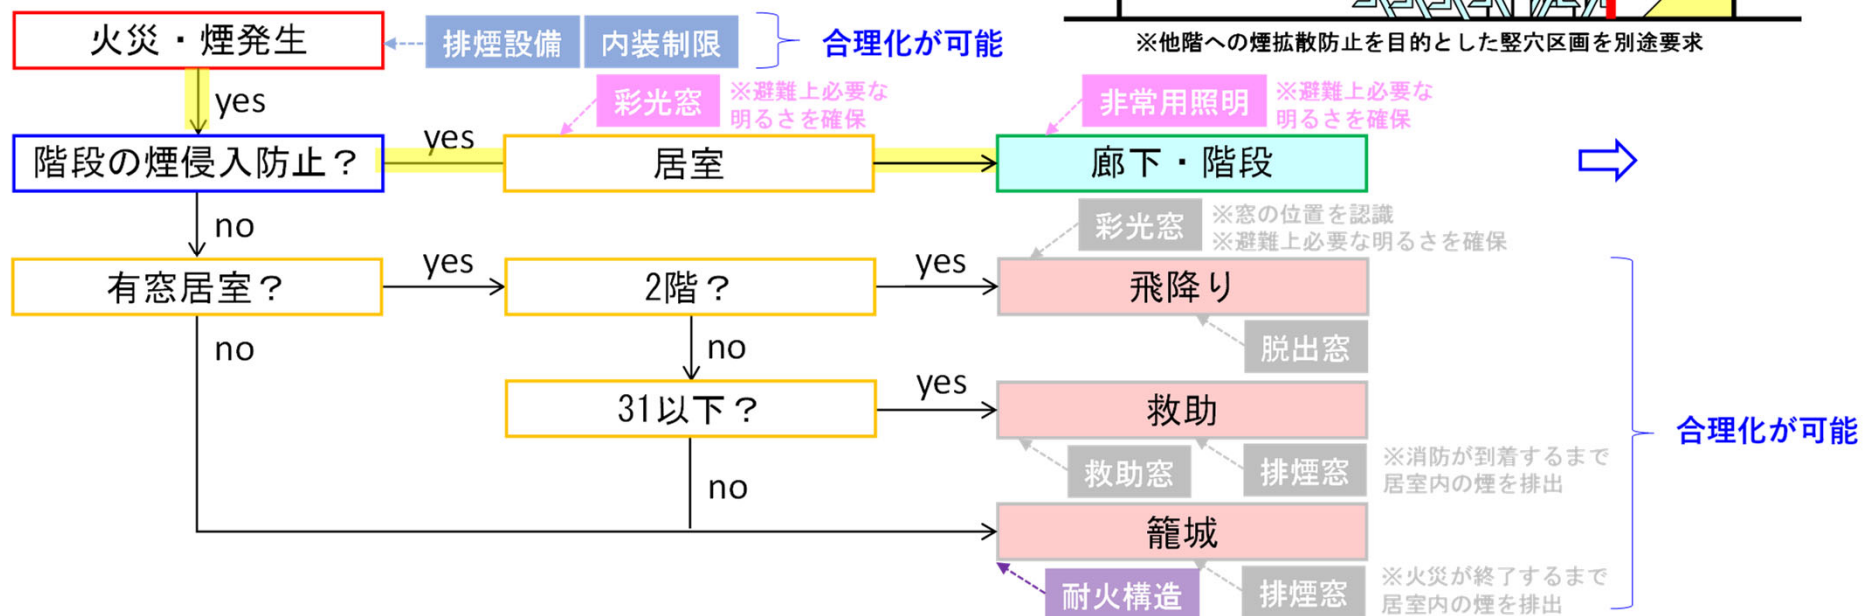 ※他階への煙拡散防止を目的とした竪穴区画を別途要求
火災・煙発生
排煙設備
内装制限
合理化が可能
yes
彩光窓
※避難上必要な
明るさを確保
非常用照明
※避難上必要な
明るさを確保
階段の煙侵入防止？
yes
居室
廊下・階段
no
彩光窓
※窓の位置を認識
※避難上必要な明るさを確保
有窓居室？
yes
2階？
yes
飛降り
no
no
脱出窓
31以下？
yes
救助
合理化が可能
救助窓
排煙窓
※消防が到着するまで
居室内の煙を排出
no
籠城
耐火構造
排煙窓
※火災が終了するまで
居室内の煙を排出